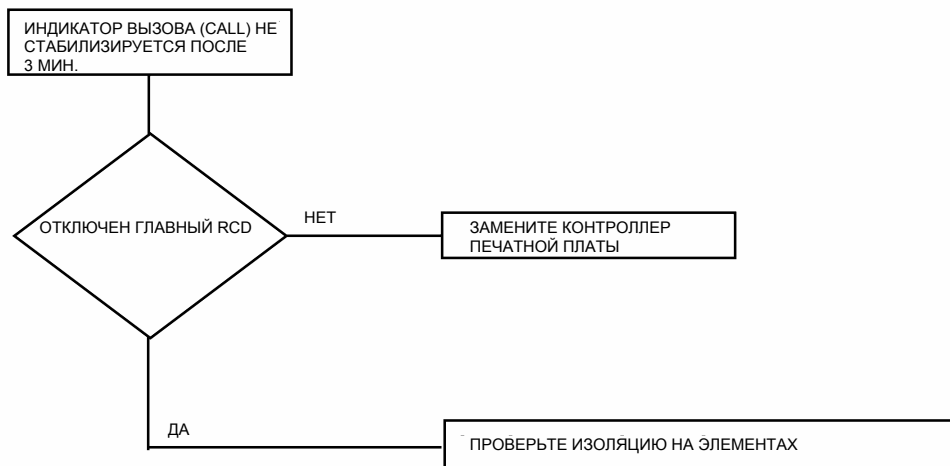 ИНДИКАТОР ВЫЗОВА (CALL) НЕ
СТАБИЛИЗИРУЕТСЯ ПОСЛЕ
3 МИН.
ОТКЛЮЧЕН ГЛАВНЫЙ RCD
НЕТ
ЗАМЕНИТЕ КОНТРОЛЛЕР
ПЕЧАТНОЙ ПЛАТЫ
ДА
ПРОВЕРЬТЕ ИЗОЛЯЦИЮ НА ЭЛЕМЕНТАХ